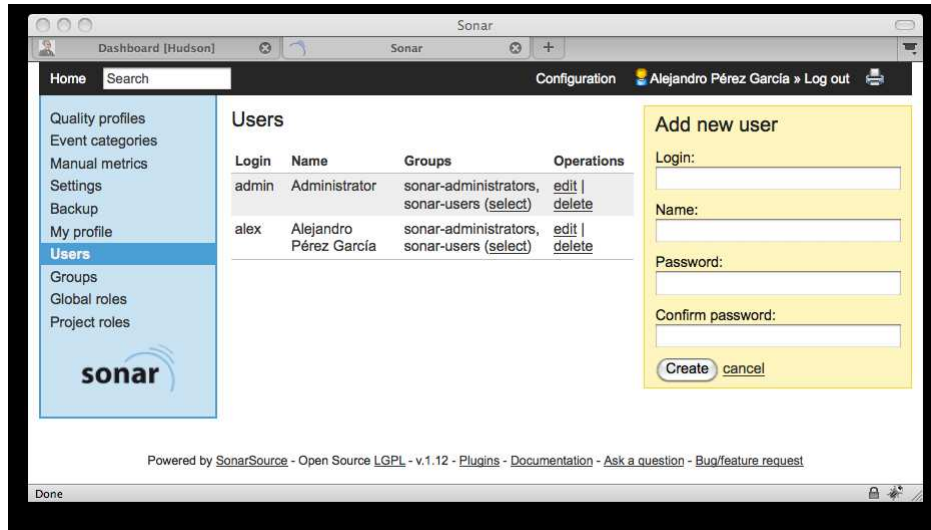 Sonar
Dashboard [Hudson]
Sonar
Home
Search
Configuration
Alejandro Pérez García » Log out
Quality profiles
Event categories
Manual metrics
Settings
Backup
My profile
Users
Groups
Global roles
Project roles
sonar
Users
Login Name Groups Operations
admin Administrator sonar-administrators, edit |
sonar-users (select) delete
alex Alejandro sonar-administrators, edit |
Pérez García sonar-users (select) delete
Add new user
Login:
Name:
Password:
Confirm password:
Create cancel
Powered by SonarSource - Open Source LGPL - v.1.12 - Plugins - Documentation - Ask a question - Bug/feature request
Done